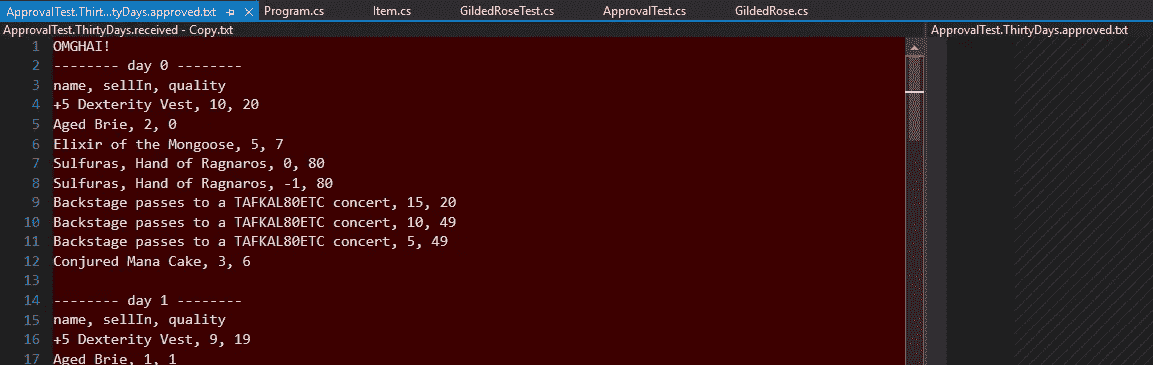 ApprovalTest.Thirt...tyDays.approved.txt Program.cs Item.cs GildedRoseTest.cs ApprovalTest.cs GildedRose.cs
ApprovalTest.ThirtyDays.received - Copy.txt ApprovalTest.ThirtyDays.approved.txt
1 OMGHAI!
2 -------- day 0 --------
3 name, sellIn, quality
4 +5 Dexterity Vest, 10, 20
5 Aged Brie, 2, 0
6 Elixir of the Mongoose, 5, 7
7 Sulfuras, Hand of Ragnaros, 0, 80
8 Sulfuras, Hand of Ragnaros, -1, 80
9 Backstage passes to a TAFKAL80ETC concert, 15, 20
10 Backstage passes to a TAFKAL80ETC concert, 10, 49
11 Backstage passes to a TAFKAL80ETC concert, 5, 49
12 Conjured Mana Cake, 3, 6
13
14 -------- day 1 --------
15 name, sellIn, quality
16 +5 Dexterity Vest, 9, 19
17 Aged Brie, 1, 1